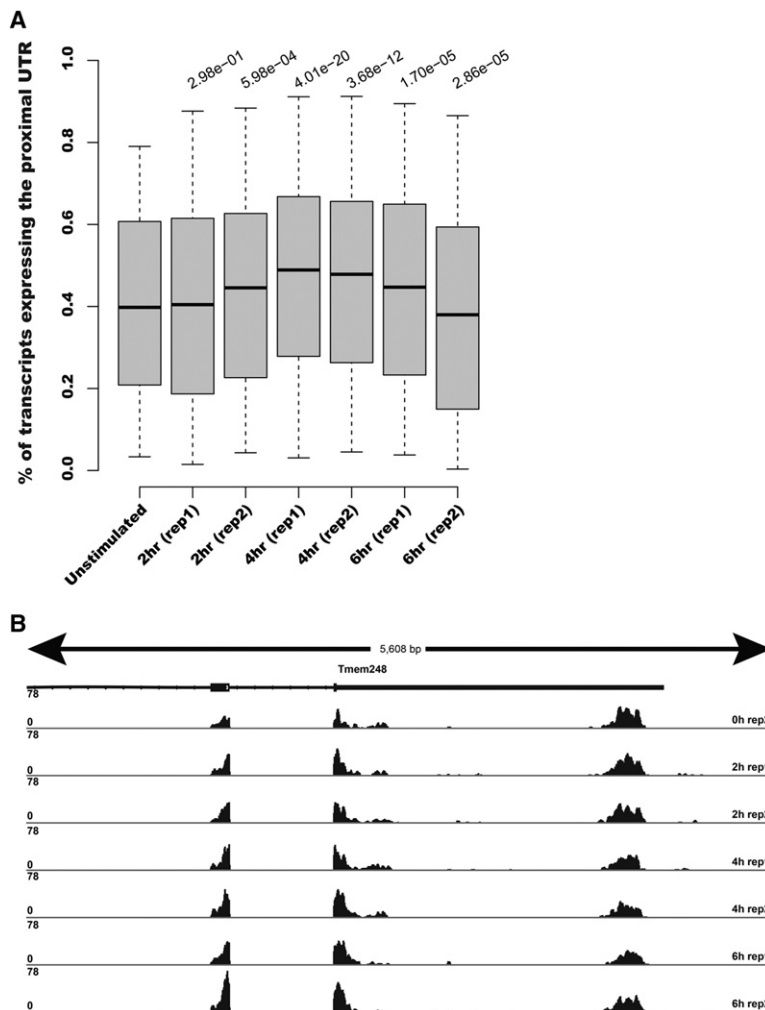 A
% of transcripts expressing the proximal UTR
1.0
0.8
0.6
0.4
0.2
0.0
2.98e−01
5.98e−04
4.01e−20
3.68e−12
1.70e−05
2.86e−05
Unstimulated
2hr (rep1)
2hr (rep2)
4hr (rep1)
4hr (rep2)
6hr (rep1)
6hr (rep2)
B
5,608 bp
Tmem248
78
0
0h rep2
78
0
2h rep
78
0
2h rep2
78
0
4h rep
78
0
4h rep2
78
0
6h rep
78
0
6h rep2